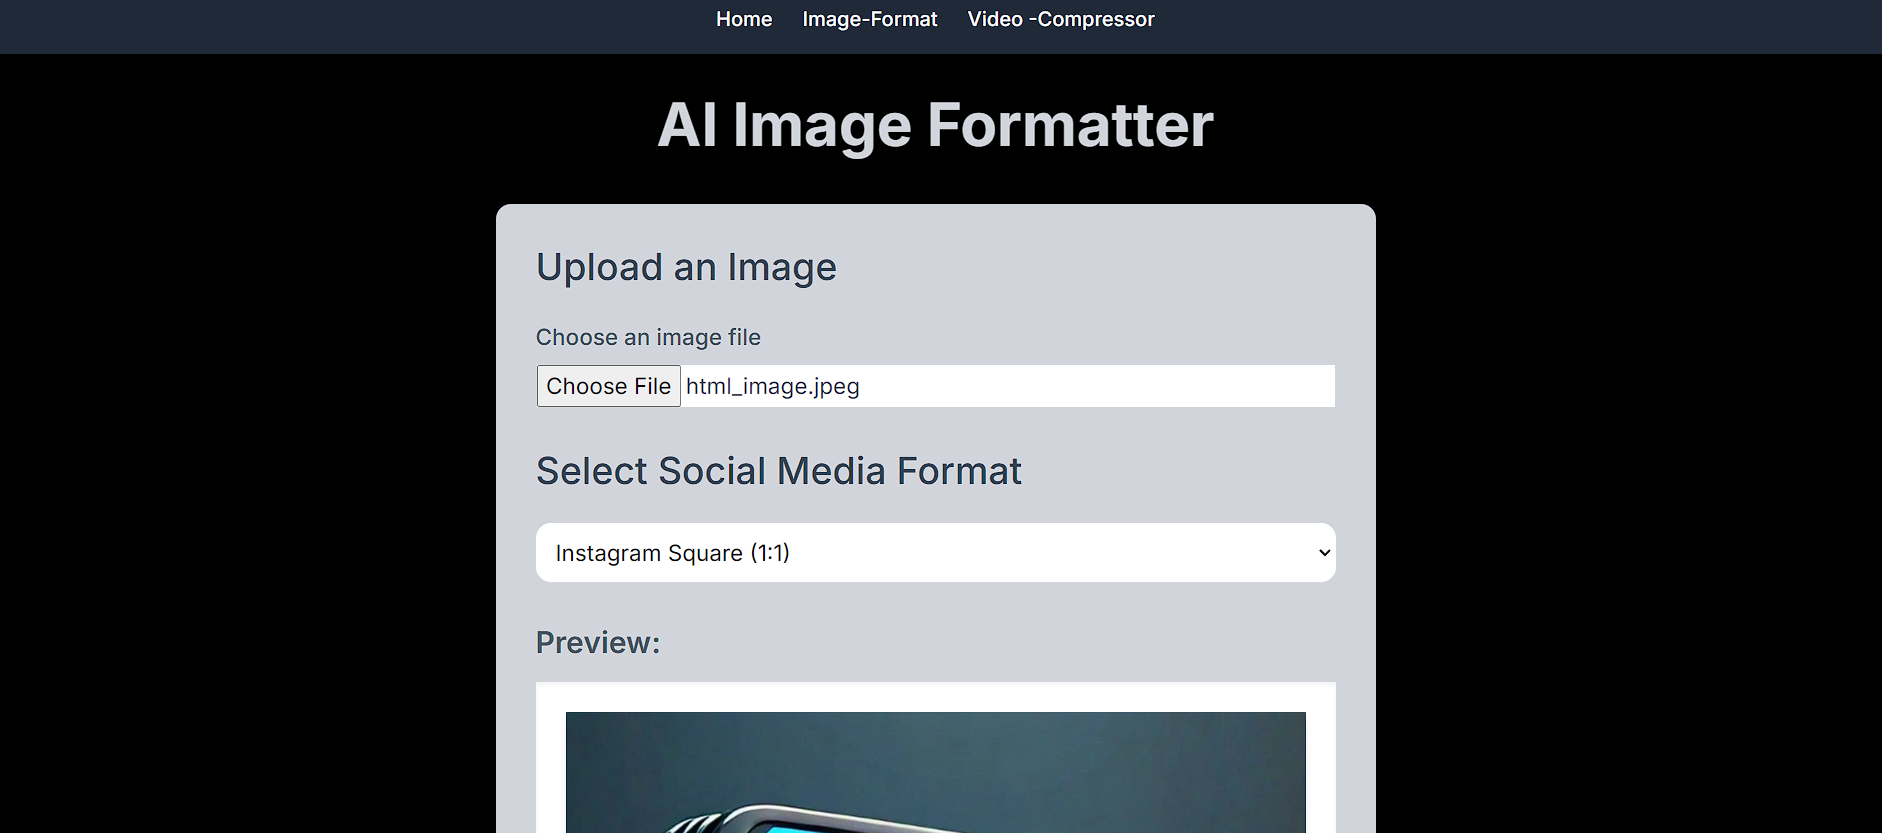 Home Image-Format Video -Compressor
AI Image Formatter
Upload an Image
Choose an image file
Choose File html_image.jpeg
Select Social Media Format
Instagram Square (1:1)
Preview: